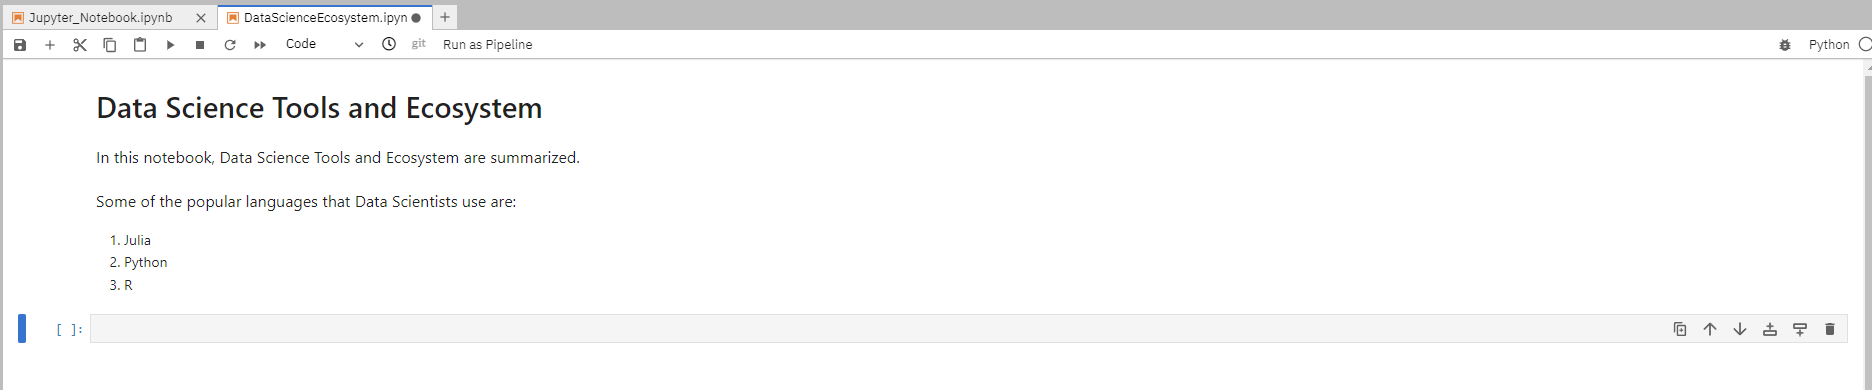 Jupyter_Notebook.ipynb
DataScienceEcosystem.ipyn
Code
git
Run as Pipeline
Python
Data Science Tools and Ecosystem
In this notebook, Data Science Tools and Ecosystem are summarized.
Some of the popular languages that Data Scientists use are:
1. Julia
2. Python
3. R
[ ]: